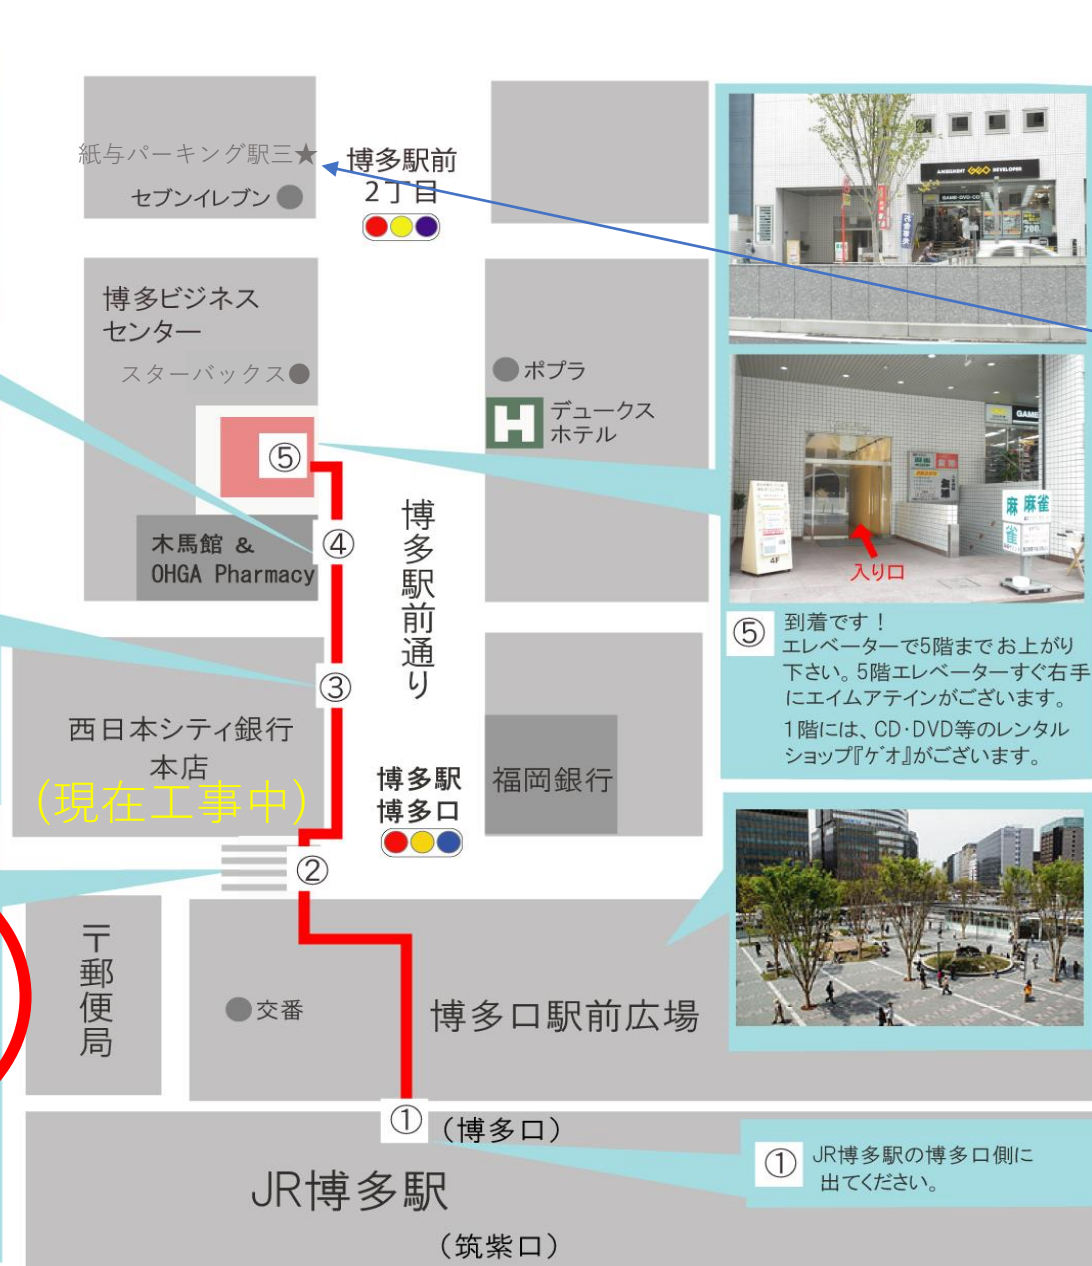 紙与パーキング駅三★
セブンイレブン
博多駅前
2丁目
博多ビジネス
センター
スターバックス
⑤
ポプラ
H
デュークス
ホテル
④
木馬館 &
OHGA Pharmacy
博多駅前通り
③
西日本シティ銀行
本店
(現在工事中)
博多駅
博多口
福岡銀行
②
〒郵便局
交番
博多口駅前広場
①
(博多口)
JR博多駅
(筑紫口)
AMUSEMENT GEO DEVELOPER
GAME・DVD・CD
GAME
麻雀
麻
雀
4F
入り口
⑤
到着です！
エレベーターで5階までお上がり
下さい。5階エレベーターすぐ右手
にエイムアテインがございます。
1階には、CD・DVD等のレンタル
ショップ『ゲオ』がございます。
①
JR博多駅の博多口側に
出てください。